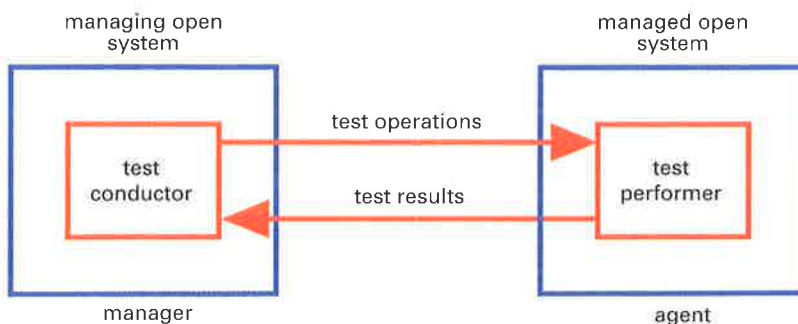 managing open
system
managed open
system
test operations
test
conductor
test
performer
test results
manager
agent